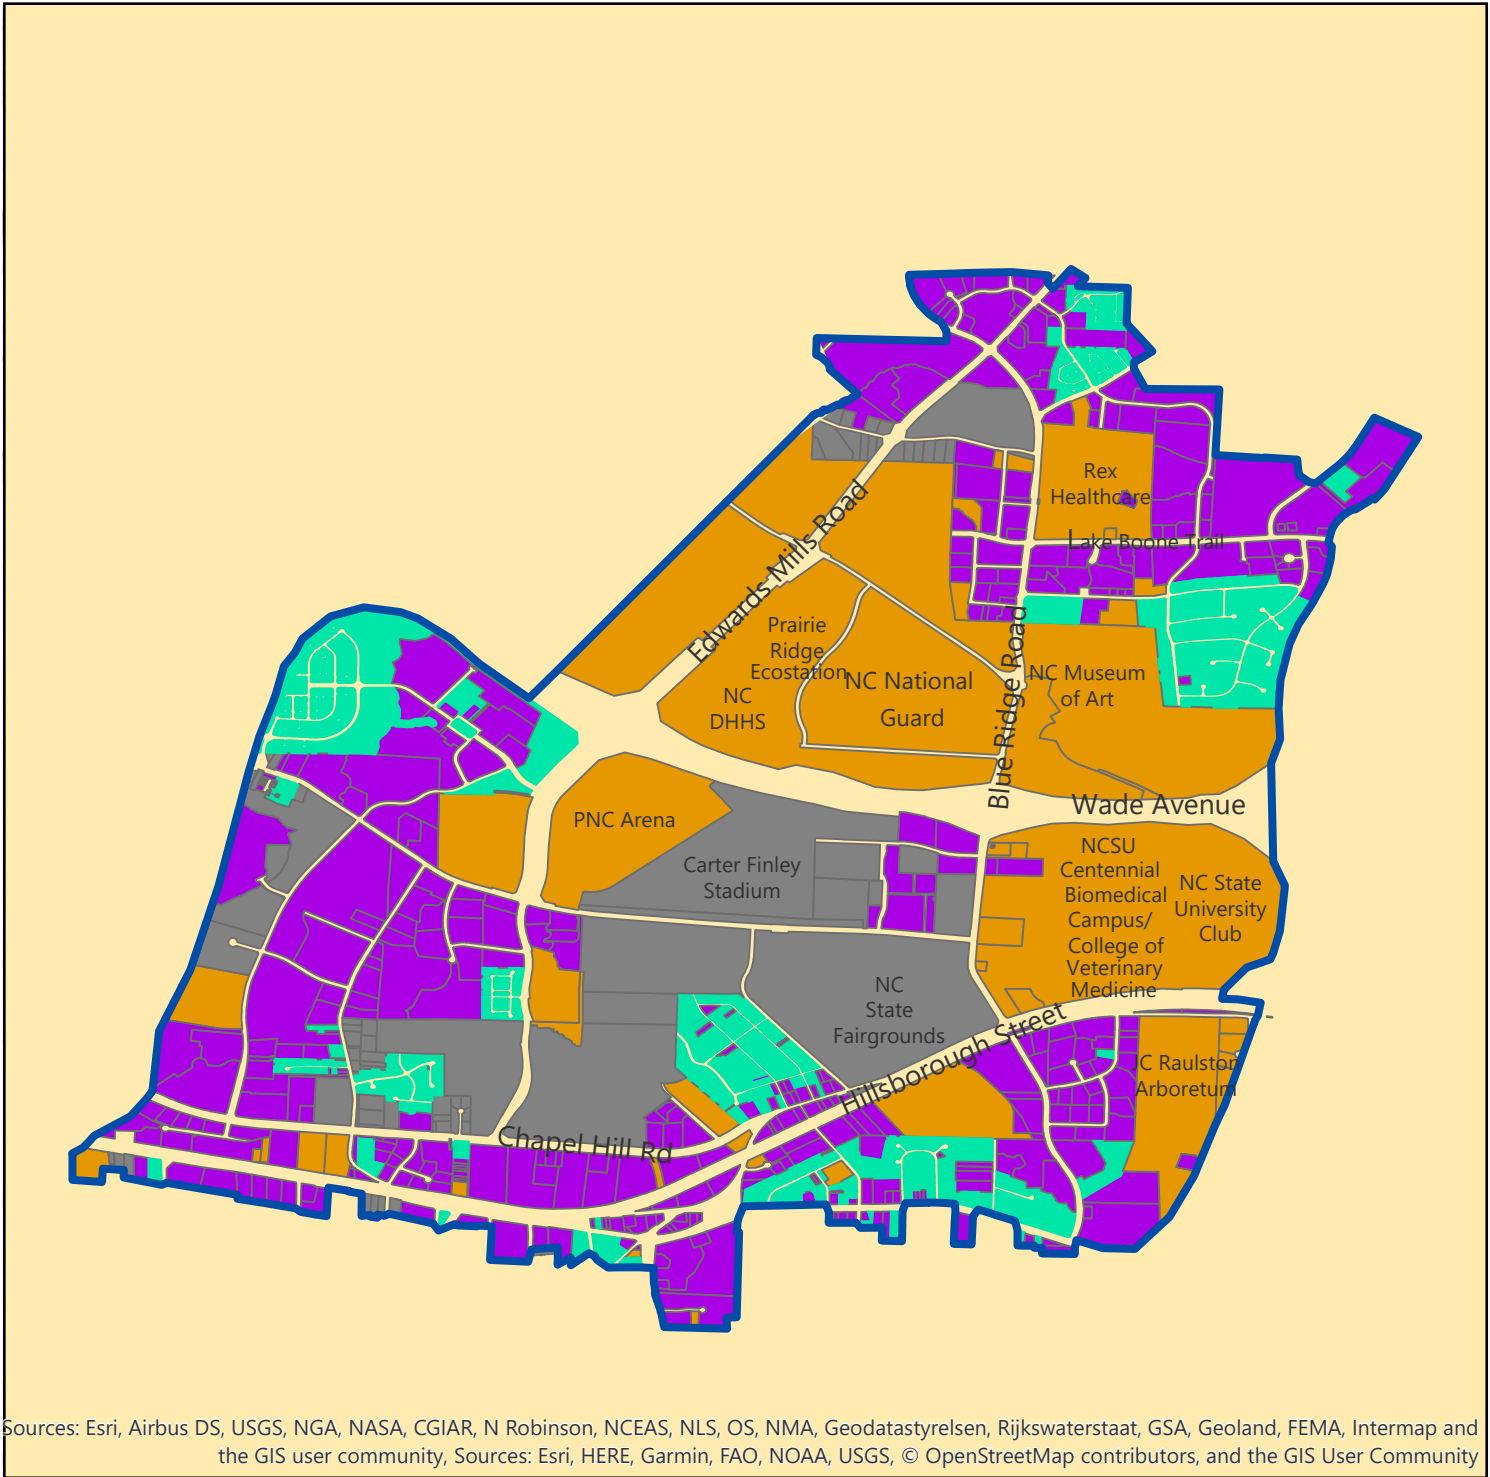 Rex
Healthcare
Lake Boone Trail
Edwards Mills Road
Prairie
Ridge
Ecostation
NC
DHHS
NC National
Guard
Blue Ridge Road
NC Museum
of Art
Wade Avenue
PNC Arena
Carter Finley
Stadium
NCSU
Centennial
Biomedical
Campus/
College of
Veterinary
Medicine
NC State
University
Club
NC
State
Fairgrounds
Hillsborough Street
JC Raulston
Arboretum
Chapel Hill Rd
Sources: Esri, Airbus DS, USGS, NGA, NASA, CGIAR, N Robinson, NCEAS, NLS, OS, NMA, Geodatastyrelsen, Rijkswaterstaat, GSA, Geoland, FEMA, Intermap and
the GIS user community, Sources: Esri, HERE, Garmin, FAO, NOAA, USGS, © OpenStreetMap contributors, and the GIS User Community